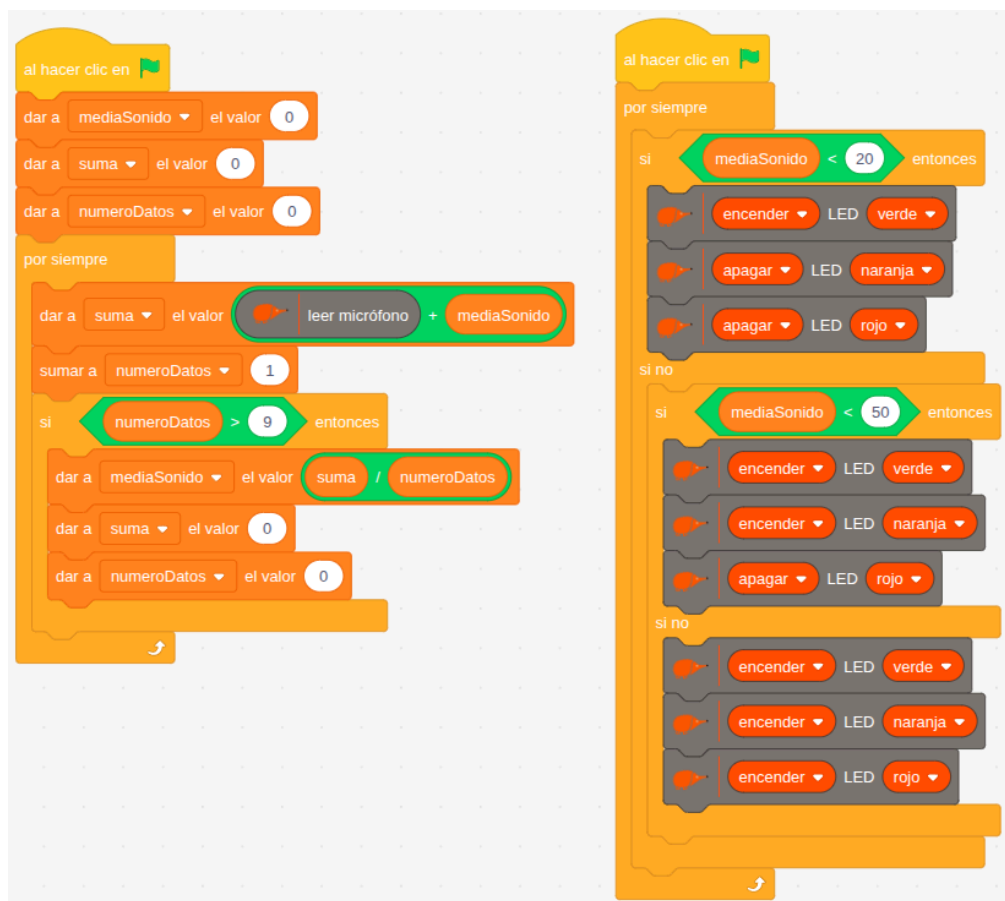 al hacer clic en
dar a mediaSonido el valor 0
dar a suma el valor 0
dar a numeroDatos el valor 0
por siempre
dar a suma el valor leer micrófono + mediaSonido
sumar a numeroDatos 1
si numeroDatos > 9 entonces
dar a mediaSonido el valor suma / numeroDatos
dar a suma el valor 0
dar a numeroDatos el valor 0
al hacer clic en
por siempre
si mediaSonido < 20 entonces
encender LED verde
apagar LED naranja
apagar LED rojo
si no
si mediaSonido < 50 entonces
encender LED verde
encender LED naranja
apagar LED rojo
si no
encender LED verde
encender LED naranja
encender LED rojo